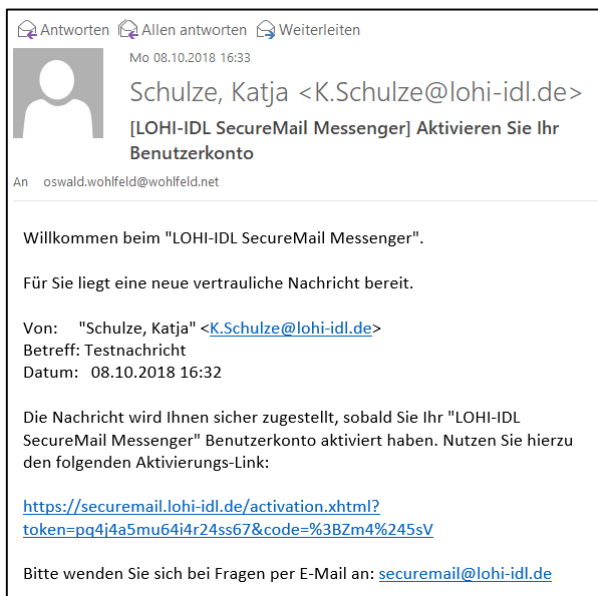 Antworten Allen antworten Weiterleiten
Mo 08.10.2018 16:33
Schulze, Katja <K.Schulze@lohi-idl.de>
[LOHI-IDL SecureMail Messenger] Aktivieren Sie Ihr
Benutzerkonto
An oswald.wohlfeld@wohlfeld.net
Willkommen beim "LOHI-IDL SecureMail Messenger".
Für Sie liegt eine neue vertrauliche Nachricht bereit.
Von: "Schulze, Katja" <K.Schulze@lohi-idl.de>
Betreff: Testnachricht
Datum: 08.10.2018 16:32
Die Nachricht wird Ihnen sicher zugestellt, sobald Sie Ihr "LOHI-IDL
SecureMail Messenger" Benutzerkonto aktiviert haben. Nutzen Sie hierzu
den folgenden Aktivierungs-Link:
https://securemail.lohi-idl.de/activation.xhtml?
token=pq4j4a5mu64i4r24ss67&code=%3BZm4%245sV
Bitte wenden Sie sich bei Fragen per E-Mail an: securemail@lohi-idl.de